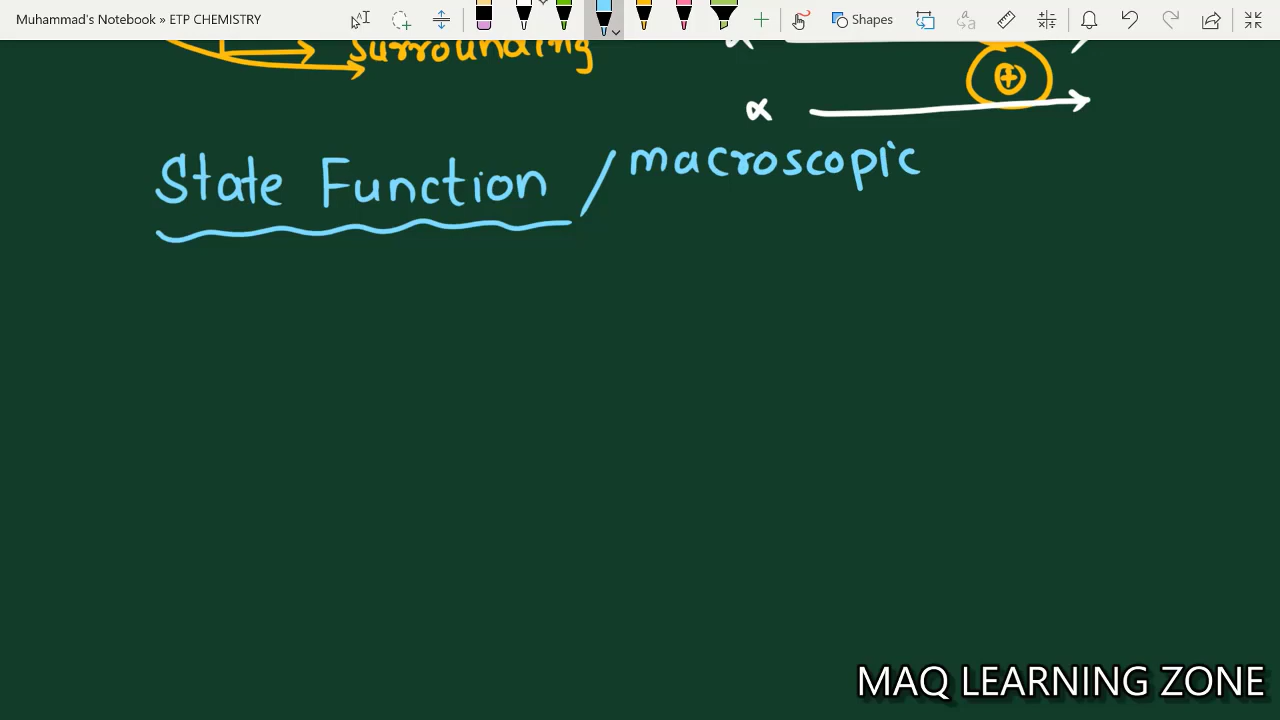 Muhammad's Notebook » ETP CHEMISTRY
Shapes
surrounding
α
α
State Function / macroscopic
MAQ LEARNING ZONE